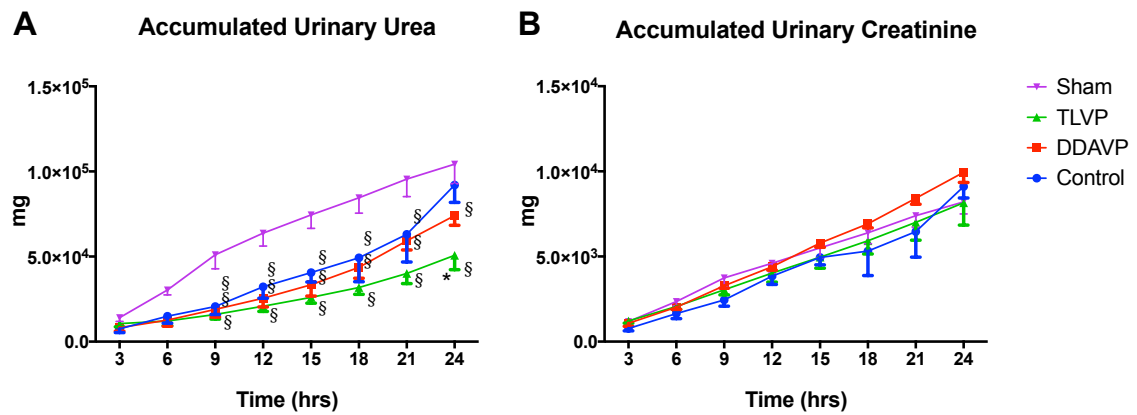 A Accumulated Urinary Urea
1.5×10⁵
1.0×10⁵
5.0×10⁴
0.0
mg
§ § § § § § §
§ § § § § §
§ § § § § §
*
3 6 9 12 15 18 21 24
Time (hrs)
B Accumulated Urinary Creatinine
1.5×10⁴
1.0×10⁴
5.0×10³
0.0
mg
3 6 9 12 15 18 21 24
Time (hrs)
Sham
TLVP
DDAVP
Control